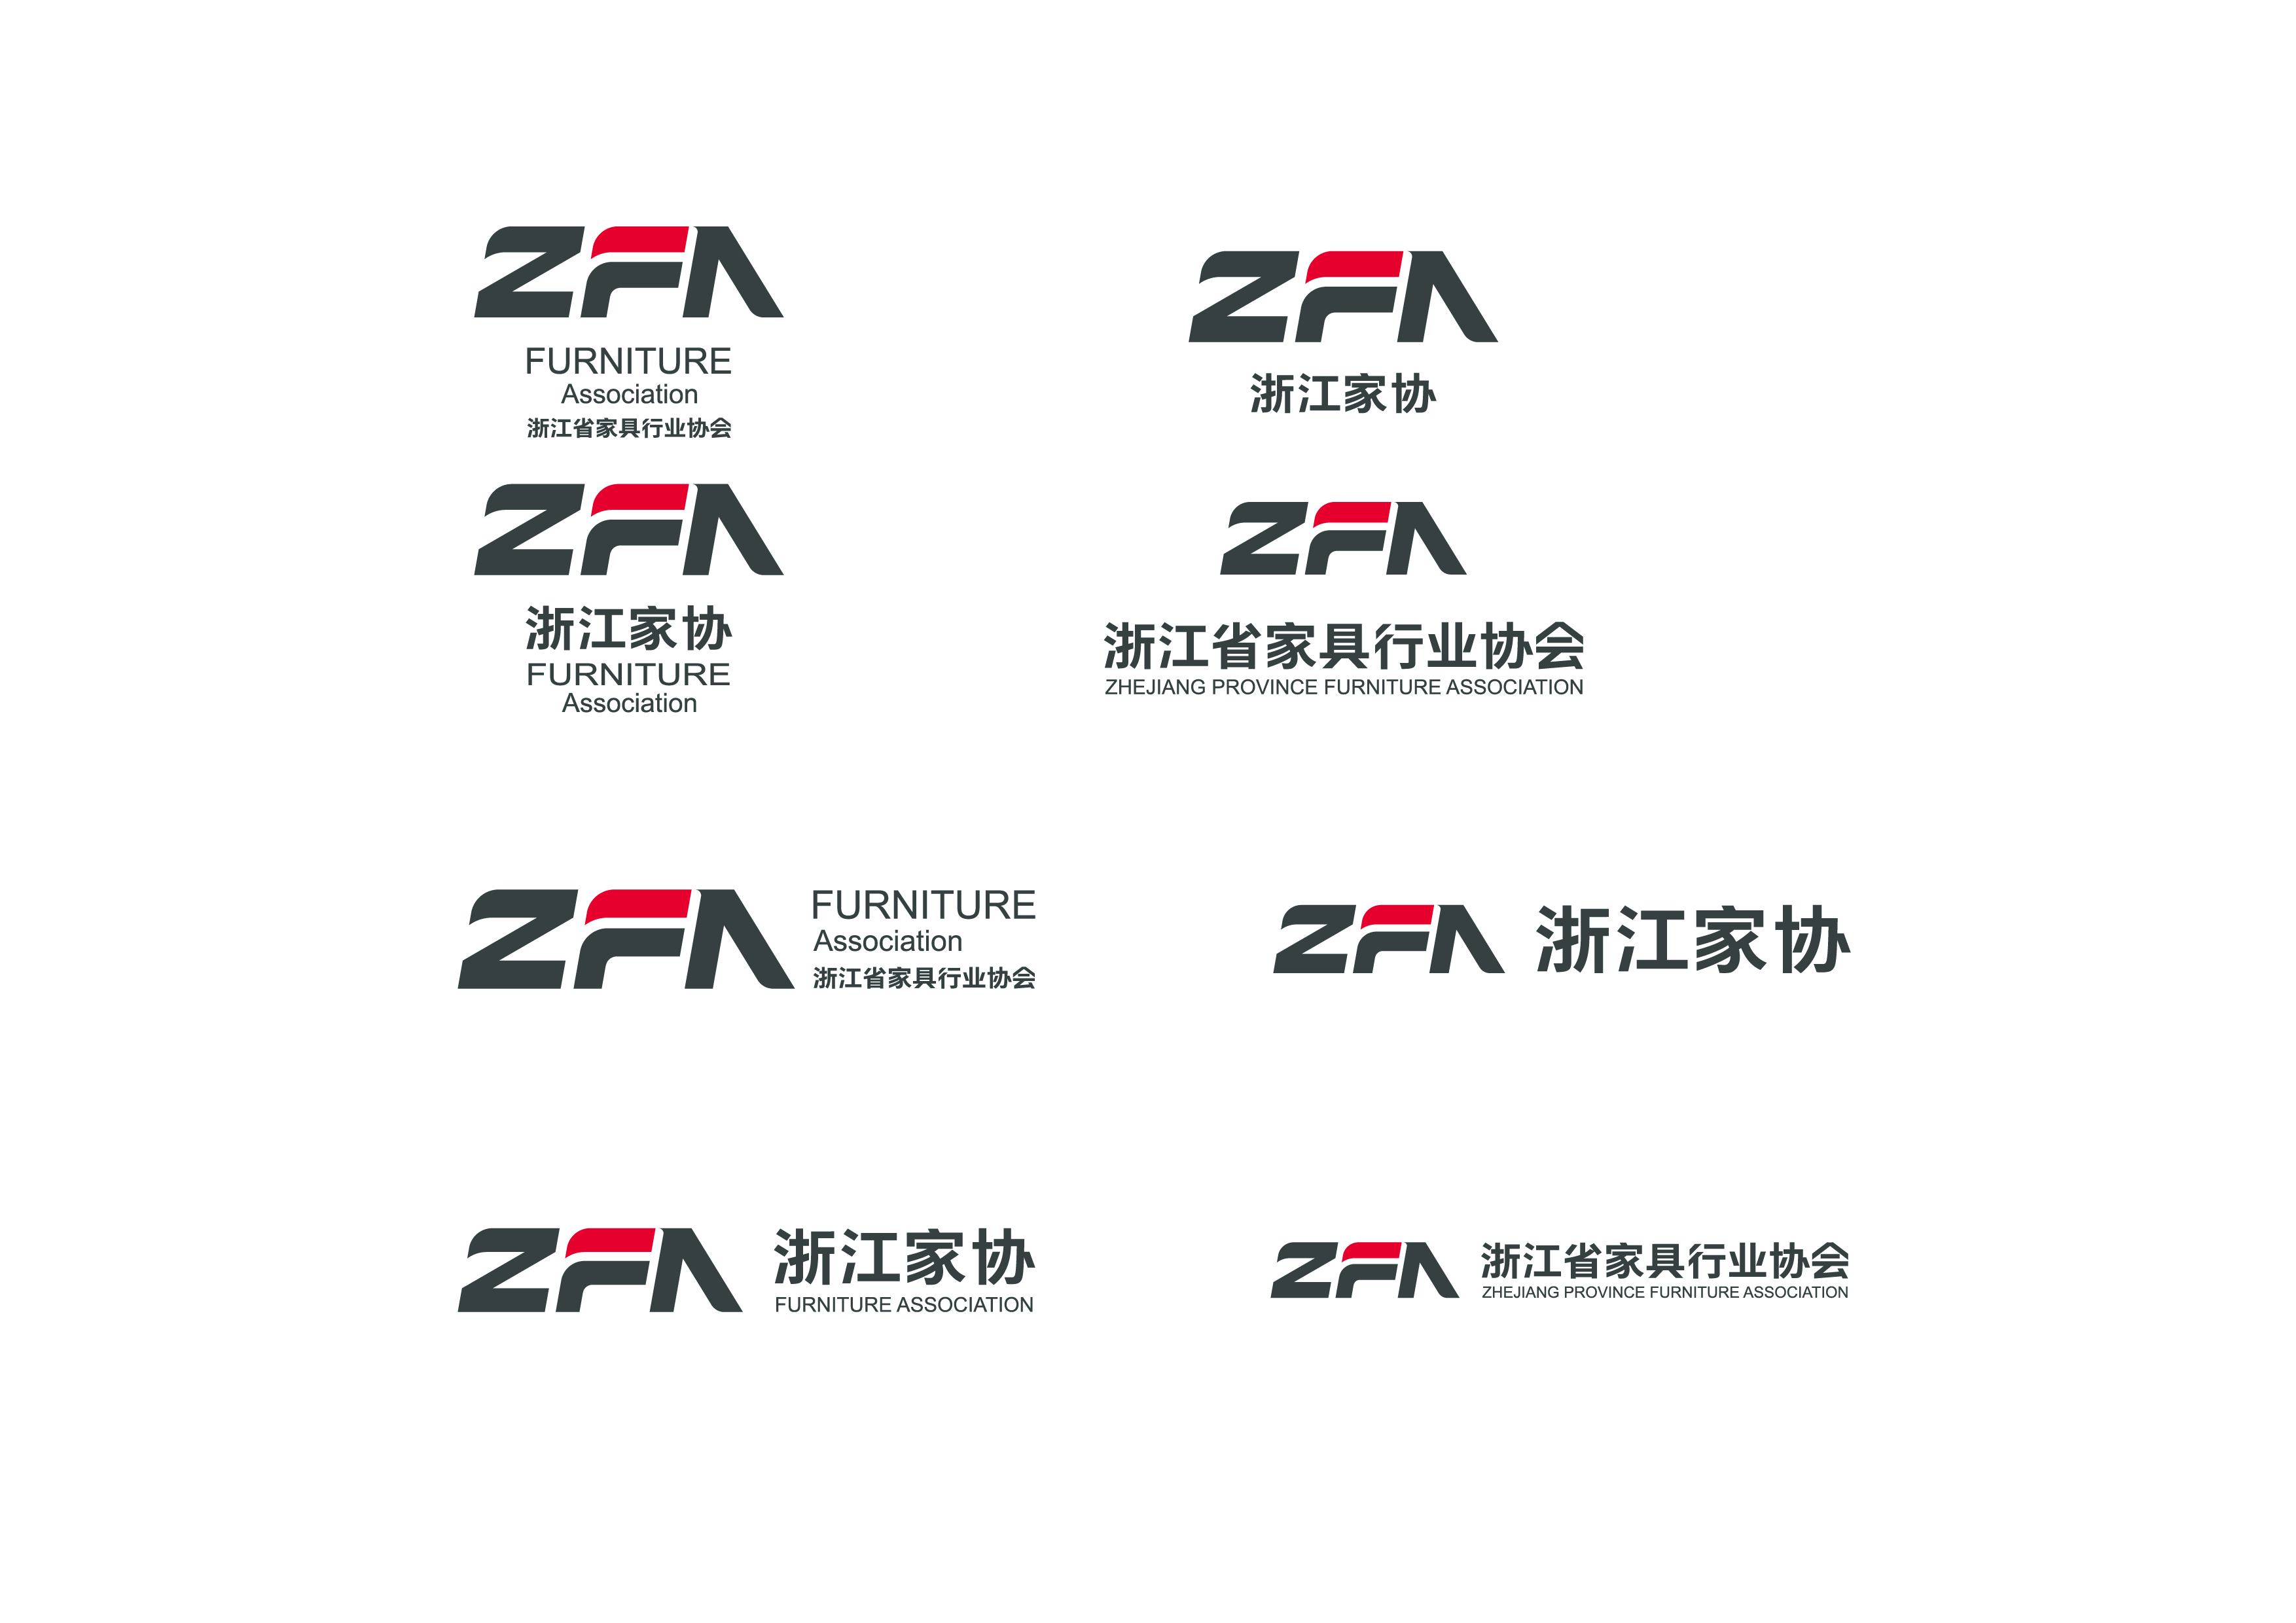 ZFA
FURNITURE
Association
浙江省家具行业协会
ZFA
浙江家协
ZFA
浙江家协
FURNITURE
Association
ZFA
浙江省家具行业协会
ZHEJIANG PROVINCE FURNITURE ASSOCIATION
ZFA
FURNITURE
Association
浙江省家具行业协会
ZFA 浙江家协
ZFA
浙江家协
FURNITURE ASSOCIATION
ZFA
浙江省家具行业协会
ZHEJIANG PROVINCE FURNITURE ASSOCIATION